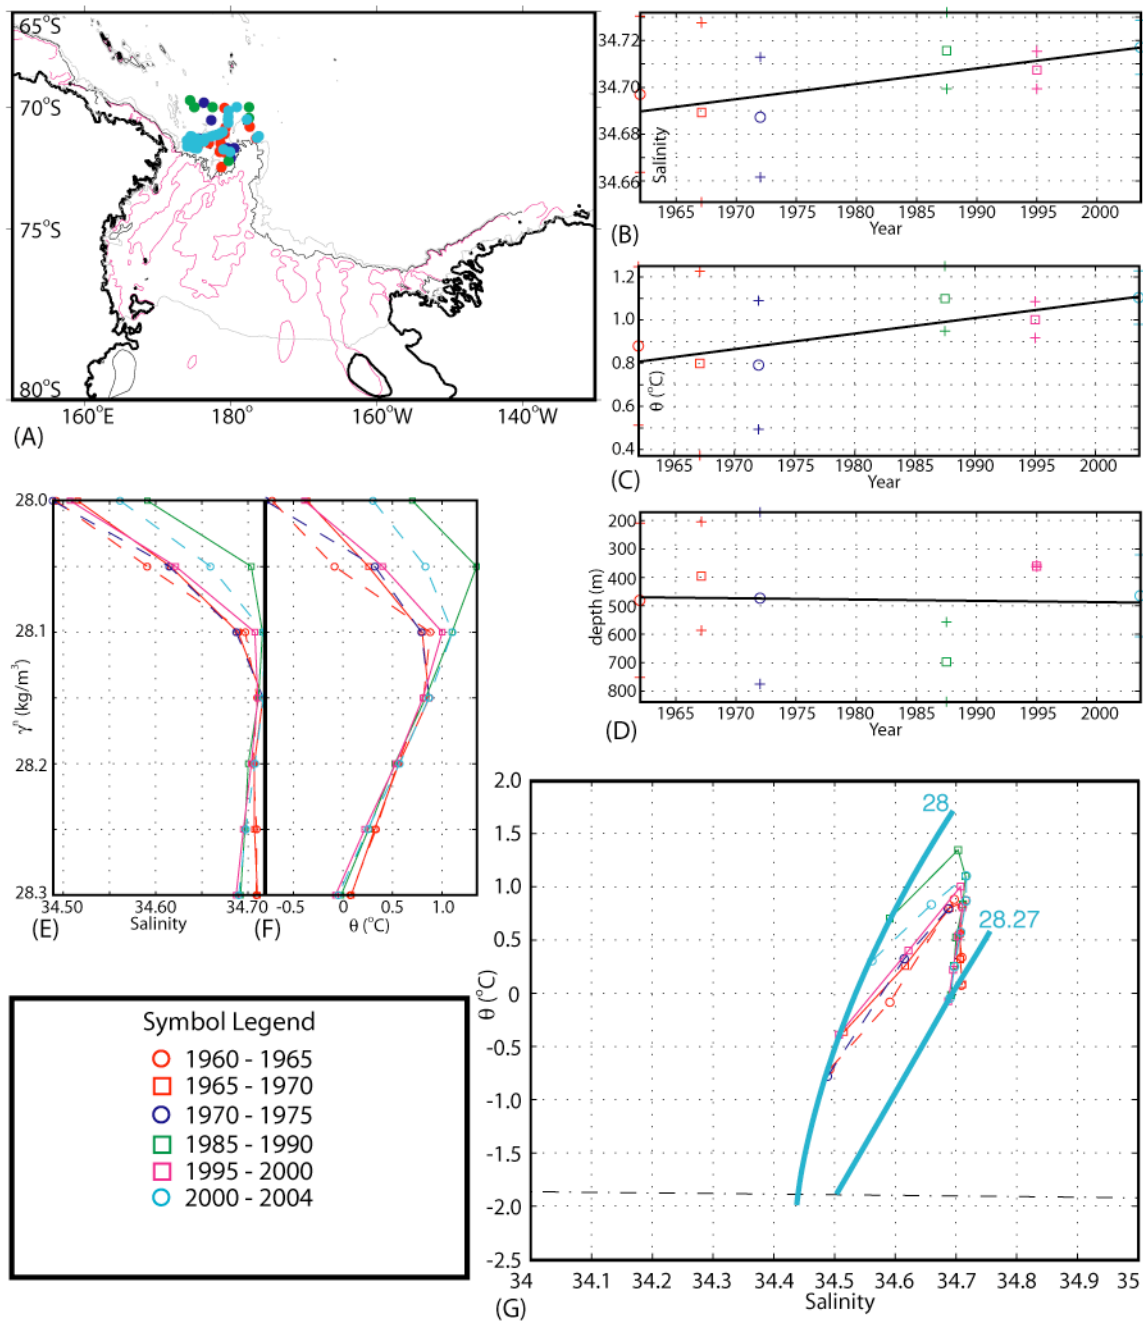 65°S
70°S
75°S
80°S
160°E
180°
160°W
140°W
(A)
34.72
34.70
34.68
34.66
Salinity
1965
1970
1975
1980
1985
1990
1995
2000
Year
(B)
1.2
1.0
0.8
0.6
0.4
θ (°C)
1965
1970
1975
1980
1985
1990
1995
2000
Year
(C)
200
300
400
500
600
700
800
depth (m)
1965
1970
1975
1980
1985
1990
1995
2000
Year
(D)
28.0
28.1
28.2
28.3
γⁿ (kg/m³)
34.50
34.60
34.70
Salinity
(E)
-0.5
0
0.5
1.0
θ (°C)
(F)
2.0
1.5
1.0
0.5
0
-0.5
-1.0
-1.5
-2.0
-2.5
θ (°C)
28
28.27
34
34.1
34.2
34.3
34.4
34.5
34.6
34.7
34.8
34.9
35
Salinity
(G)
Symbol Legend
1960 - 1965
1965 - 1970
1970 - 1975
1985 - 1990
1995 - 2000
2000 - 2004